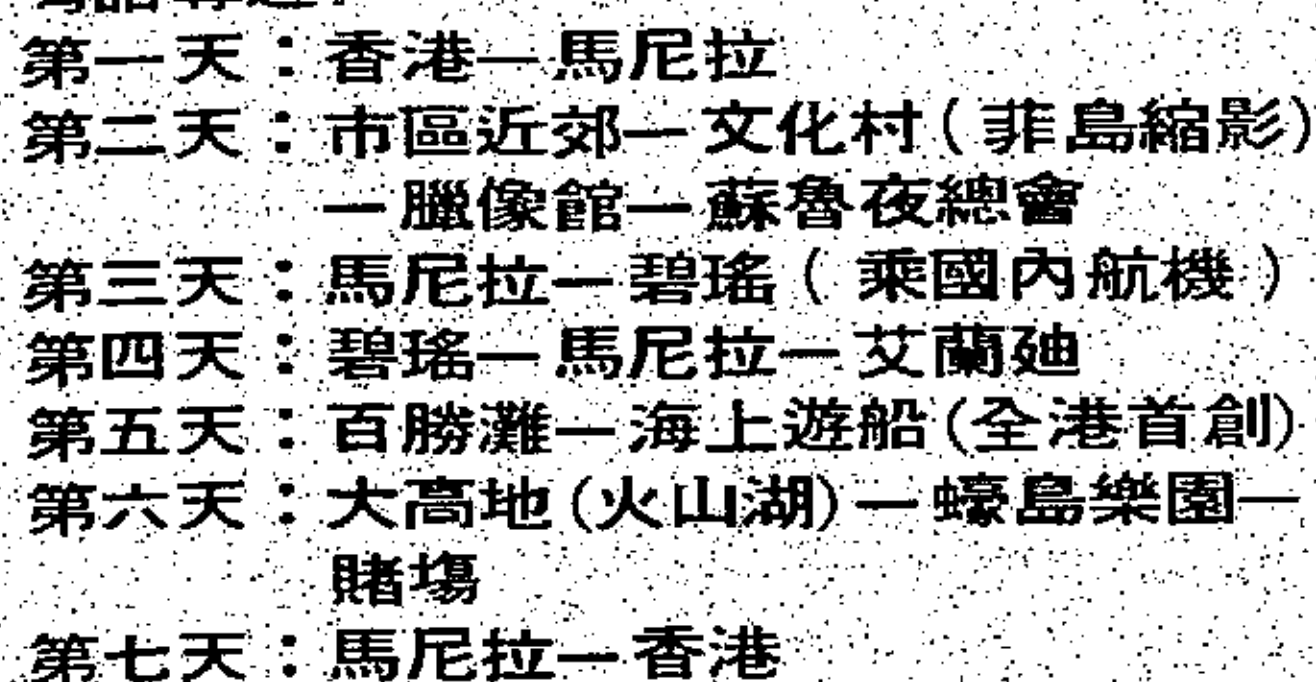 第一天：香港—馬尼拉
第二天：市區近郊—文化村（菲島縮影）
—臘像館—蘇魯夜總會
第三天：馬尼拉—碧瑤（乘國內航機）
第四天：碧瑤—馬尼拉—艾蘭廸
第五天：百勝灘—海上遊船(全港首創)
第六天：大高地(火山湖)—蠔島樂園—
賭塲
第七天：馬尼拉—香港